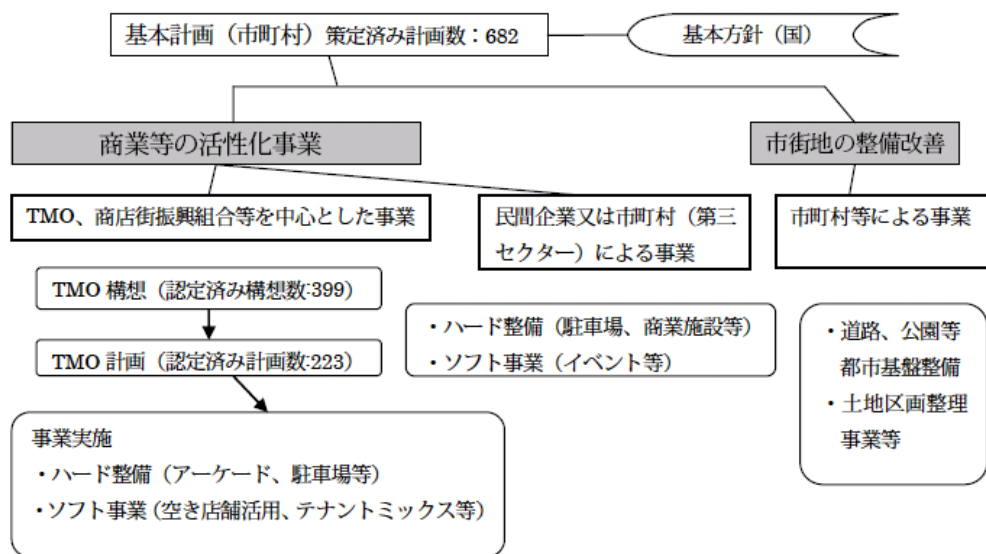 基本計画（市町村）策定済み計画数：682
基本方針（国）
商業等の活性化事業
市街地の整備改善
TMO、商店街振興組合等を中心とした事業
民間企業又は市町村（第三
セクター）による事業
市町村等による事業
TMO 構想（認定済み構想数:399）
TMO 計画（認定済み計画数:223）
・ハード整備（駐車場、商業施設等）
・ソフト事業（イベント等）
・道路、公園等
都市基盤整備
・土地区画整理
事業等
事業実施
・ハード整備（アーケード、駐車場等）
・ソフト事業（空き店舗活用、テナントミックス等）